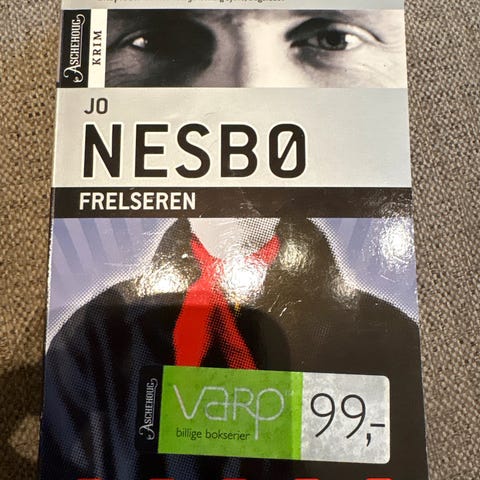 ASCHEHOUG
KRIM
JO
NESBØ
FRELSEREN
ASCHEHOUG
varp
billige bokserier
99,-